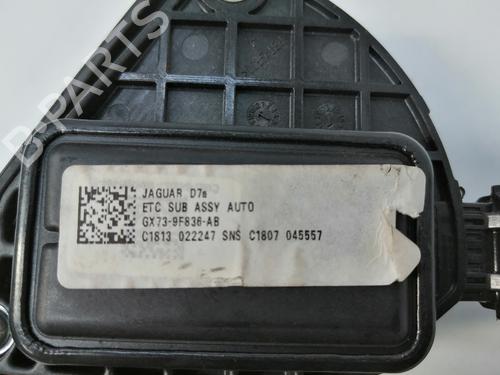 JAGUAR D7a
ETC SUB ASSY AUTO
GX73-9F836-AB
C1813 022247 SNS C1807 045557
B-PARTS